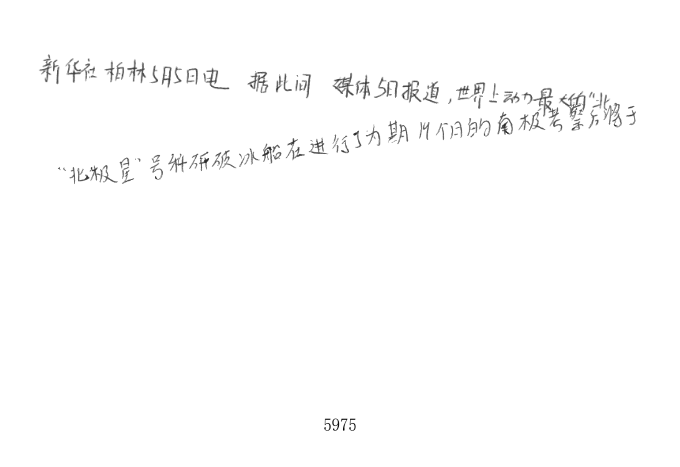 新华社柏林5月5日电 据此间 媒体5日报道，世界上动力最大的“北
“北极星”号科研破冰船在进行了为期19个月的南极考察后将于
5975